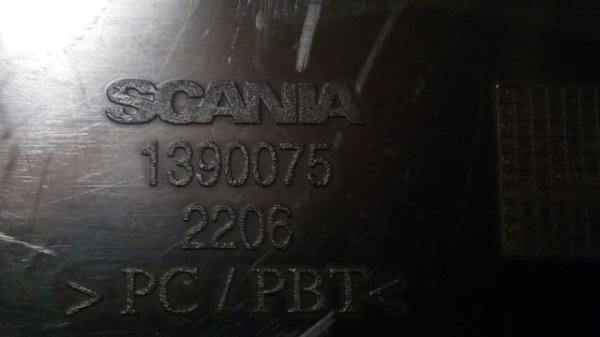 SCANIA
1390075
2206
> PC / PBT <